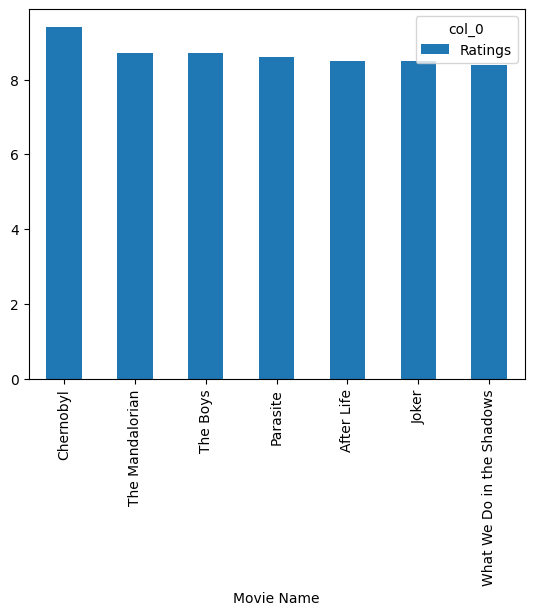 col_0
Ratings
8
6
4
2
0
Chernobyl
The Mandalorian
The Boys
Parasite
After Life
Joker
What We Do in the Shadows
Movie Name